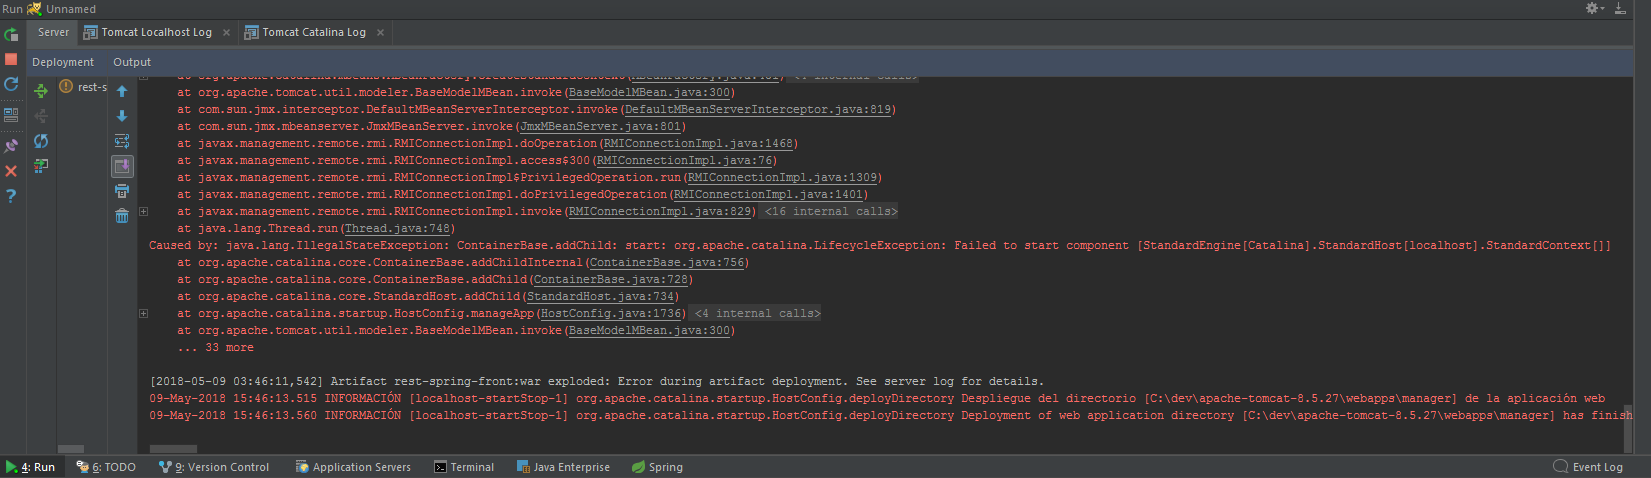 Run Unnamed
Server Tomcat Localhost Log Tomcat Catalina Log
Deployment Output
rest-s
at org.apache.tomcat.util.modeler.BaseModelMBean.invoke(BaseModelMBean.java:300)
at com.sun.jmx.interceptor.DefaultMBeanServerInterceptor.invoke(DefaultMBeanServerInterceptor.java:819)
at com.sun.jmx.mbeanserver.JmxMBeanServer.invoke(JmxMBeanServer.java:801)
at javax.management.remote.rmi.RMIConnectionImpl.doOperation(RMIConnectionImpl.java:1468)
at javax.management.remote.rmi.RMIConnectionImpl.access$300(RMIConnectionImpl.java:76)
at javax.management.remote.rmi.RMIConnectionImpl$PrivilegedOperation.run(RMIConnectionImpl.java:1309)
at javax.management.remote.rmi.RMIConnectionImpl.doPrivilegedOperation(RMIConnectionImpl.java:1401)
at javax.management.remote.rmi.RMIConnectionImpl.invoke(RMIConnectionImpl.java:829) <16 internal calls>
at java.lang.Thread.run(Thread.java:748)
Caused by: java.lang.IllegalStateException: ContainerBase.addChild: start: org.apache.catalina.LifecycleException: Failed to start component [StandardEngine[Catalina].StandardHost[localhost].StandardContext[]]
at org.apache.catalina.core.ContainerBase.addChildInternal(ContainerBase.java:756)
at org.apache.catalina.core.ContainerBase.addChild(ContainerBase.java:728)
at org.apache.catalina.core.StandardHost.addChild(StandardHost.java:734)
at org.apache.catalina.startup.HostConfig.manageApp(HostConfig.java:1736) <4 internal calls>
at org.apache.tomcat.util.modeler.BaseModelMBean.invoke(BaseModelMBean.java:300)
... 33 more
[2018-05-09 03:46:11,542] Artifact rest-spring-front:war exploded: Error during artifact deployment. See server log for details.
09-May-2018 15:46:13.515 INFORMACIÓN [localhost-startStop-1] org.apache.catalina.startup.HostConfig.deployDirectory Despliegue del directorio [C:\dev\apache-tomcat-8.5.27\webapps\manager] de la aplicación web
09-May-2018 15:46:13.560 INFORMACIÓN [localhost-startStop-1] org.apache.catalina.startup.HostConfig.deployDirectory Deployment of web application directory [C:\dev\apache-tomcat-8.5.27\webapps\manager] has finish
4: Run 6: TODO 9: Version Control Application Servers Terminal Java Enterprise Spring Event Log